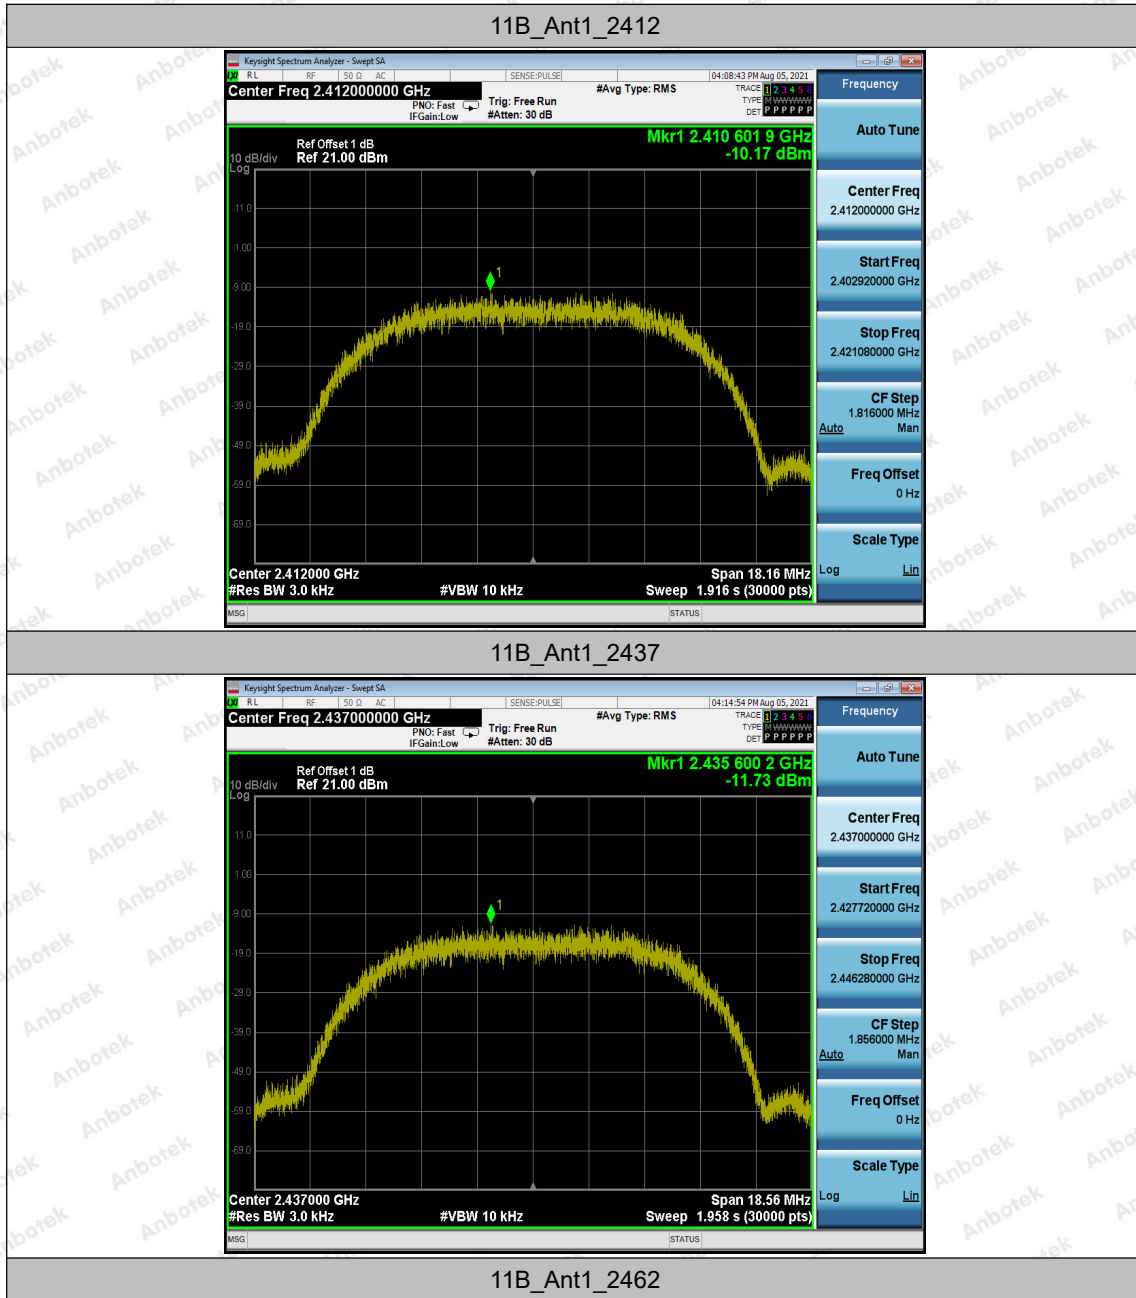 11B_Ant1_2412
Keysight Spectrum Analyzer - Swept SA
RL RF 50 Ω AC SENSE:PULSE 04:08:43 PM Aug 05, 2021
Center Freq 2.412000000 GHz
PNO: Fast
IFGain:Low
Trig: Free Run
#Atten: 30 dB
#Avg Type: RMS
TRACE 1 2 3 4 5 6
TYPE M WWWWW
DET P P P P P P
Frequency
Auto Tune
Center Freq
2.412000000 GHz
Start Freq
2.402920000 GHz
Stop Freq
2.421080000 GHz
CF Step
1.816000 MHz
Auto Man
Freq Offset
0 Hz
Scale Type
Log Lin
Mkr1 2.410 601 9 GHz
-10.17 dBm
Ref Offset 1 dB
10 dB/div Ref 21.00 dBm
Log
11.0
1.00
1
-9.00
-19.0
-29.0
-39.0
-49.0
-59.0
-69.0
Center 2.412000 GHz Span 18.16 MHz
#Res BW 3.0 kHz #VBW 10 kHz Sweep 1.916 s (30000 pts)
MSG STATUS
11B_Ant1_2437
Keysight Spectrum Analyzer - Swept SA
RL RF 50 Ω AC SENSE:PULSE 04:14:54 PM Aug 05, 2021
Center Freq 2.437000000 GHz
PNO: Fast
IFGain:Low
Trig: Free Run
#Atten: 30 dB
#Avg Type: RMS
TRACE 1 2 3 4 5 6
TYPE M WWWWW
DET P P P P P P
Frequency
Auto Tune
Center Freq
2.437000000 GHz
Start Freq
2.427720000 GHz
Stop Freq
2.446280000 GHz
CF Step
1.856000 MHz
Auto Man
Freq Offset
0 Hz
Scale Type
Log Lin
Mkr1 2.435 600 2 GHz
-11.73 dBm
Ref Offset 1 dB
10 dB/div Ref 21.00 dBm
Log
11.0
1.00
1
-9.00
-19.0
-29.0
-39.0
-49.0
-59.0
-69.0
Center 2.437000 GHz Span 18.56 MHz
#Res BW 3.0 kHz #VBW 10 kHz Sweep 1.958 s (30000 pts)
MSG STATUS
11B_Ant1_2462
Anbotek